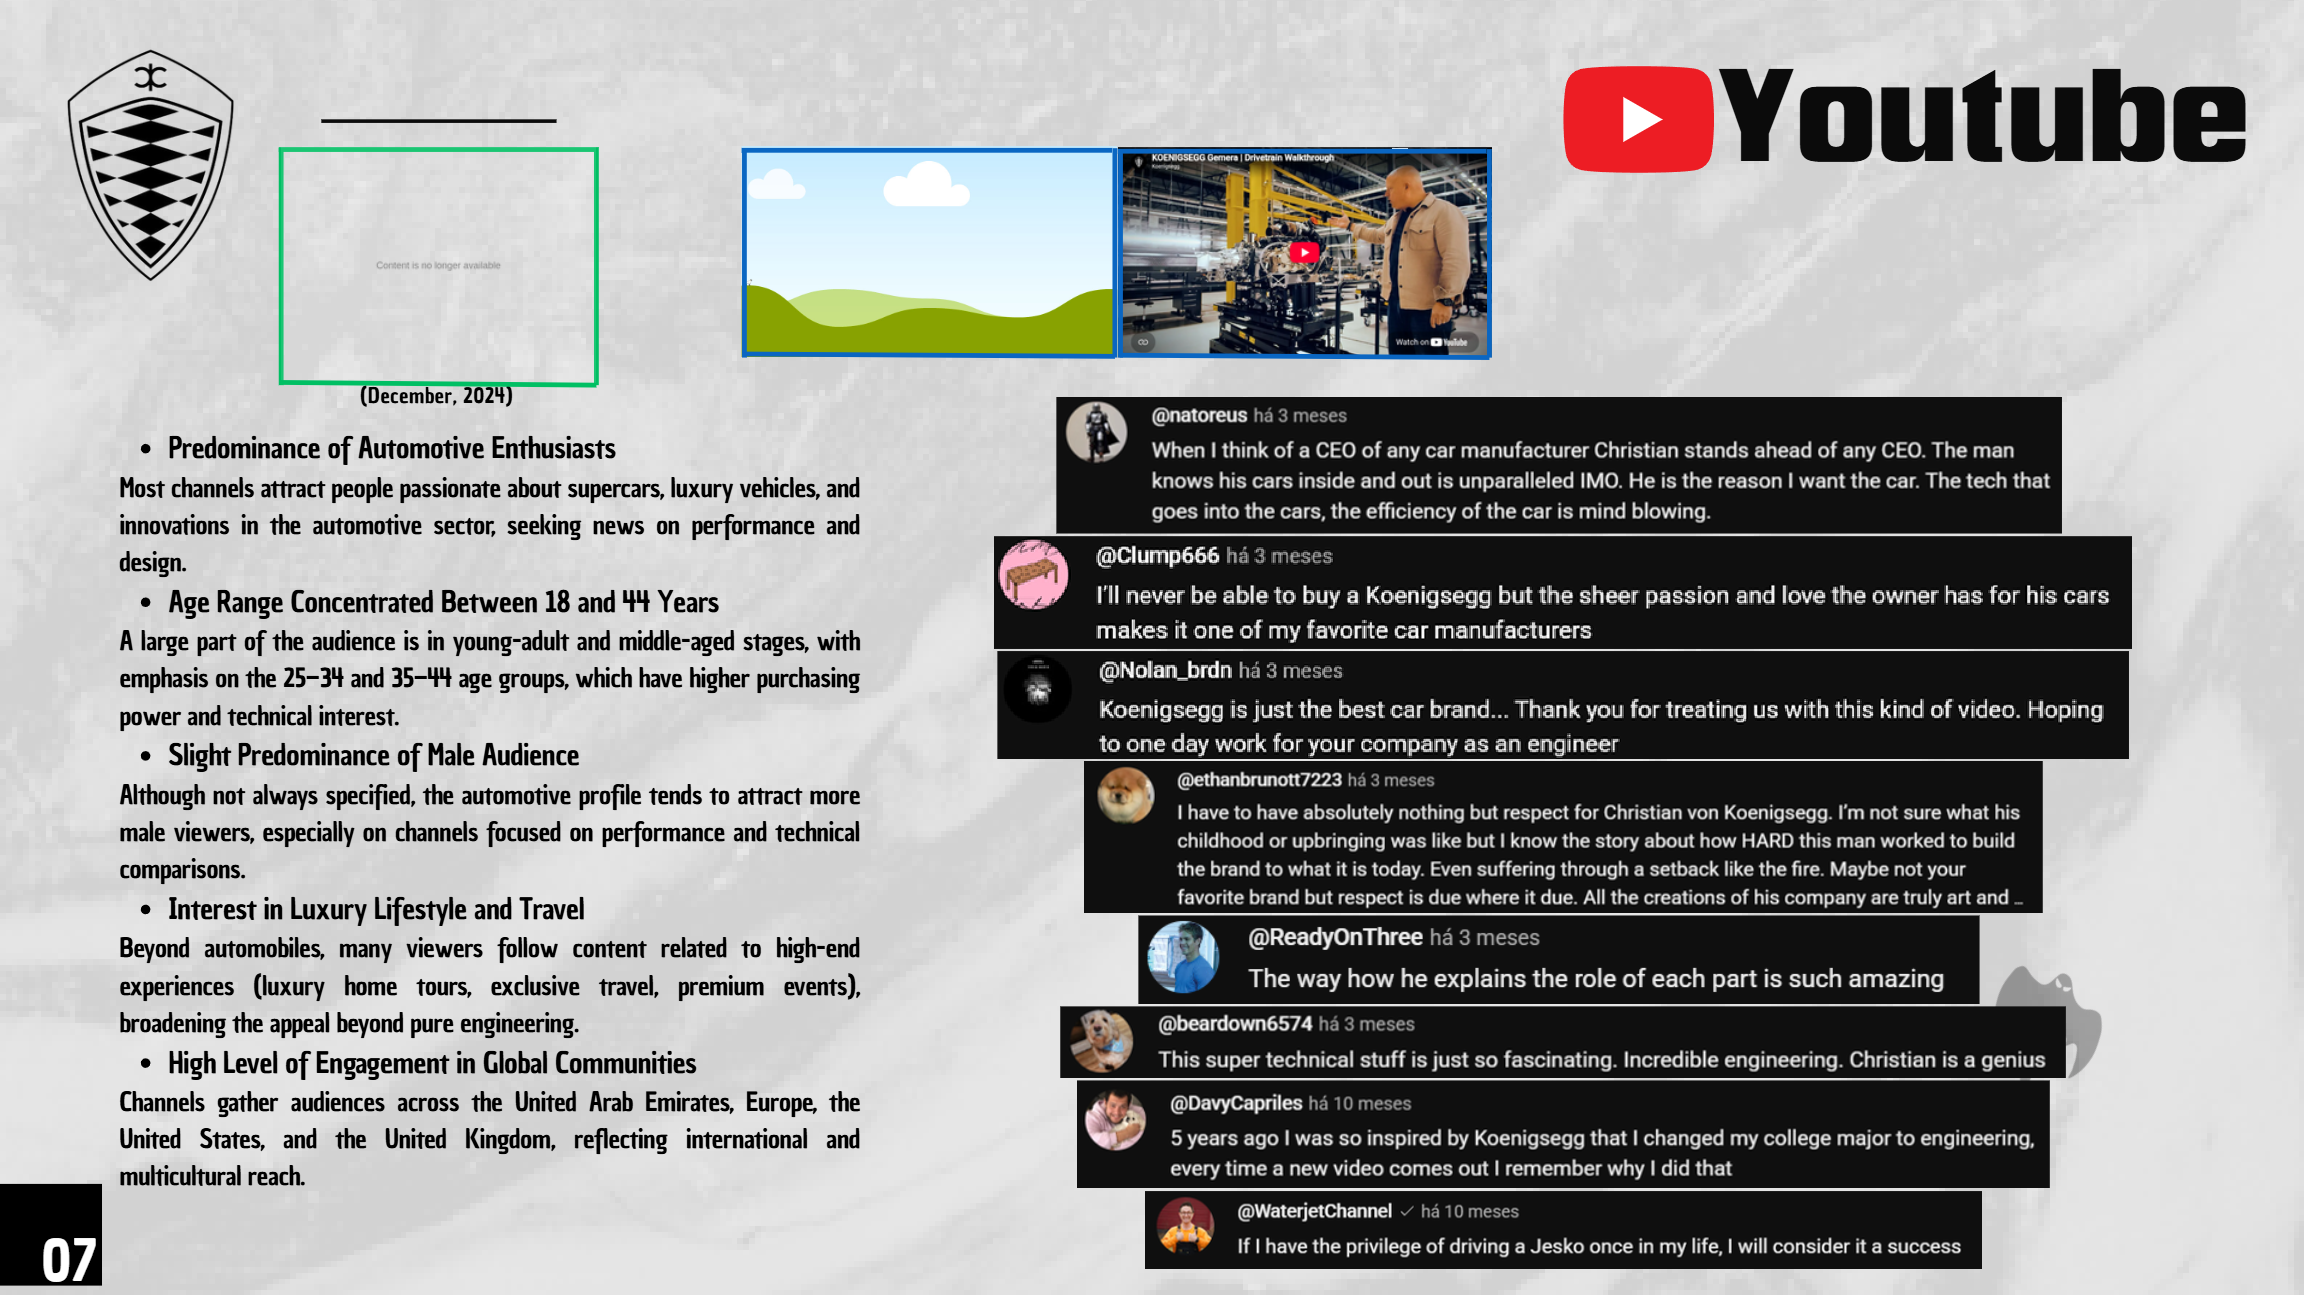 Youtube
KOENIGSEGG Gemera | Drivetrain Walkthrough
Koenigsegg
Watch on YouTube
Content is no longer available
(December, 2024)
• Predominance of Automotive Enthusiasts
Most channels attract people passionate about supercars, luxury vehicles, and
innovations in the automotive sector, seeking news on performance and
design.
• Age Range Concentrated Between 18 and 44 Years
A large part of the audience is in young-adult and middle-aged stages, with
emphasis on the 25–34 and 35–44 age groups, which have higher purchasing
power and technical interest.
• Slight Predominance of Male Audience
Although not always specified, the automotive profile tends to attract more
male viewers, especially on channels focused on performance and technical
comparisons.
• Interest in Luxury Lifestyle and Travel
Beyond automobiles, many viewers follow content related to high-end
experiences (luxury home tours, exclusive travel, premium events),
broadening the appeal beyond pure engineering.
• High Level of Engagement in Global Communities
Channels gather audiences across the United Arab Emirates, Europe, the
United States, and the United Kingdom, reflecting international and
multicultural reach.
@natoreus há 3 meses
When I think of a CEO of any car manufacturer Christian stands ahead of any CEO. The man
knows his cars inside and out is unparalleled IMO. He is the reason I want the car. The tech that
goes into the cars, the efficiency of the car is mind blowing.
@Clump666 há 3 meses
I'll never be able to buy a Koenigsegg but the sheer passion and love the owner has for his cars
makes it one of my favorite car manufacturers
@Nolan_brdn há 3 meses
Koenigsegg is just the best car brand... Thank you for treating us with this kind of video. Hoping
to one day work for your company as an engineer
@ethanbrunott7223 há 3 meses
I have to have absolutely nothing but respect for Christian von Koenigsegg. I'm not sure what his
childhood or upbringing was like but I know the story about how HARD this man worked to build
the brand to what it is today. Even suffering through a setback like the fire. Maybe not your
favorite brand but respect is due where it due. All the creations of his company are truly art and ...
@ReadyOnThree há 3 meses
The way how he explains the role of each part is such amazing
@beardown6574 há 3 meses
This super technical stuff is just so fascinating. Incredible engineering. Christian is a genius
@DavyCapriles há 10 meses
5 years ago I was so inspired by Koenigsegg that I changed my college major to engineering,
every time a new video comes out I remember why I did that
@WaterjetChannel ✓ há 10 meses
If I have the privilege of driving a Jesko once in my life, I will consider it a success
07